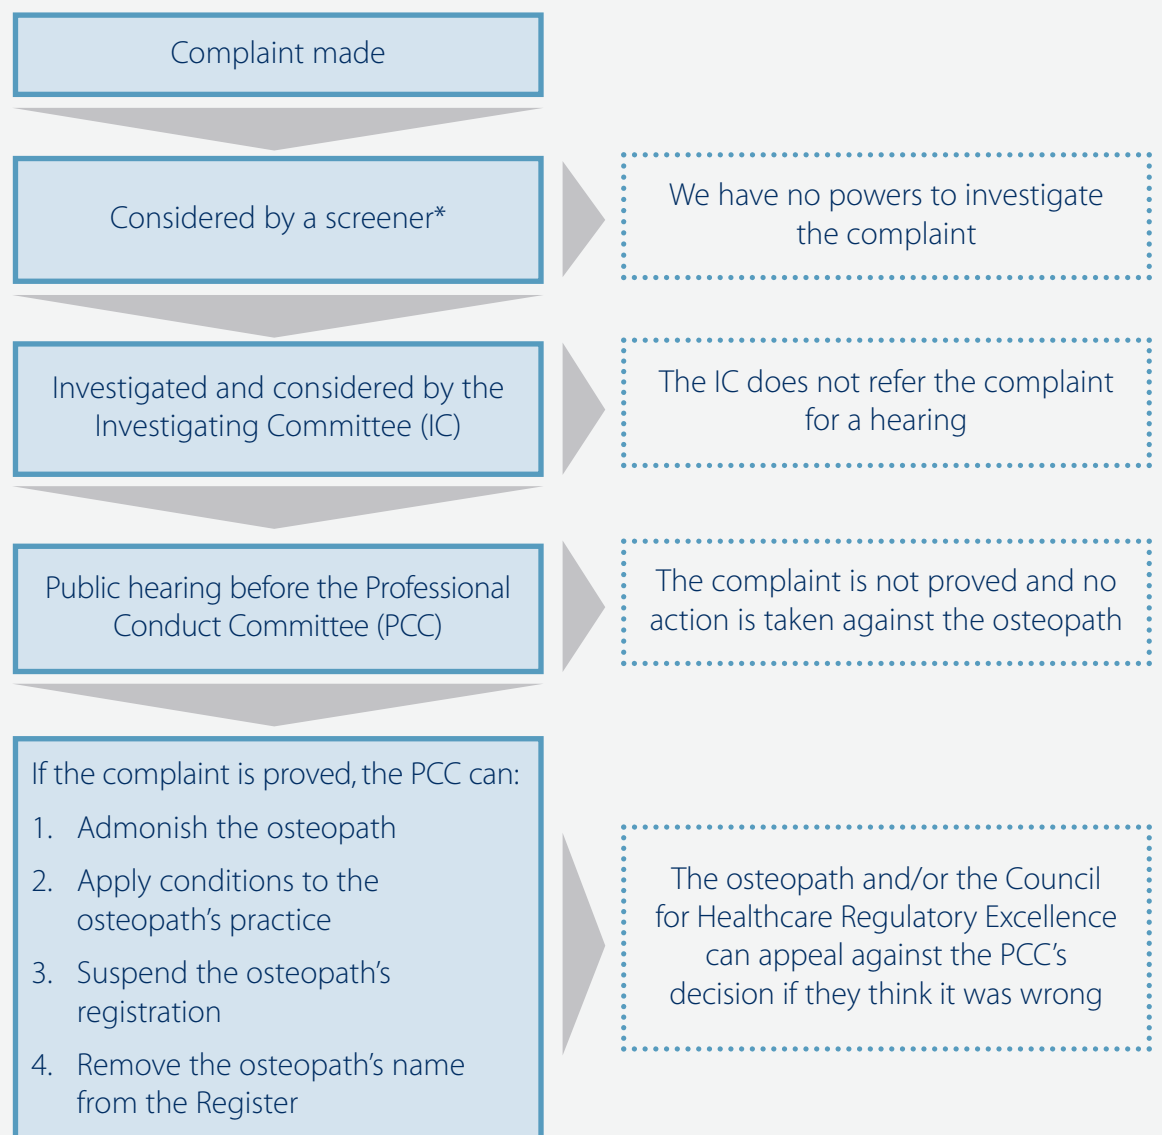 Complaint made
Considered by a screener*
We have no powers to investigate
the complaint
Investigated and considered by the
Investigating Committee (IC)
The IC does not refer the complaint
for a hearing
Public hearing before the Professional
Conduct Committee (PCC)
The complaint is not proved and no
action is taken against the osteopath
If the complaint is proved, the PCC can:
1. Admonish the osteopath
2. Apply conditions to the
osteopath's practice
3. Suspend the osteopath's
registration
4. Remove the osteopath's name
from the Register
The osteopath and/or the Council
for Healthcare Regulatory Excellence
can appeal against the PCC's
decision if they think it was wrong